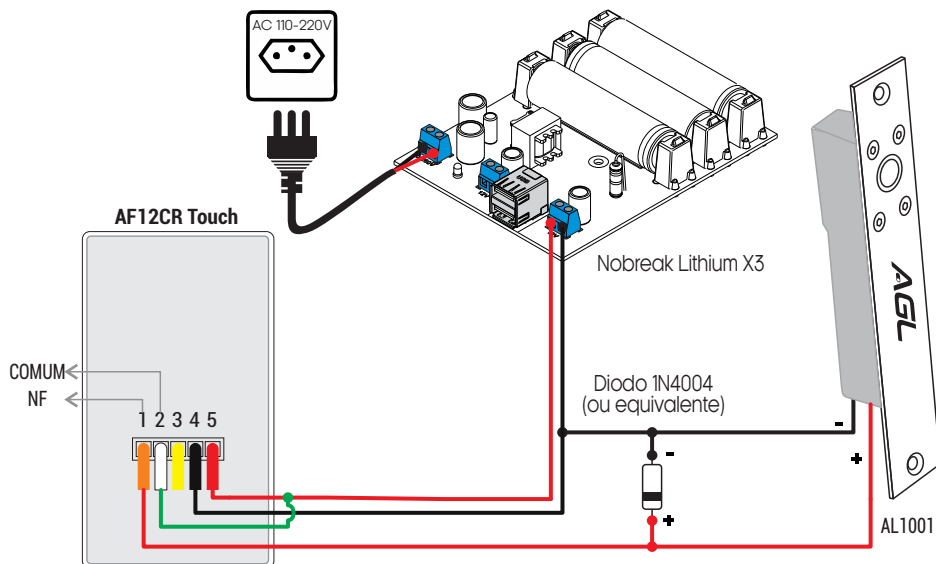 AC 110-220V
AF12CR Touch
Nobreak Lithium X3
AGL
COMUM
NF
Diodo 1N4004
(ou equivalente)
1 2 3 4 5
-
+
-
+
AL1001